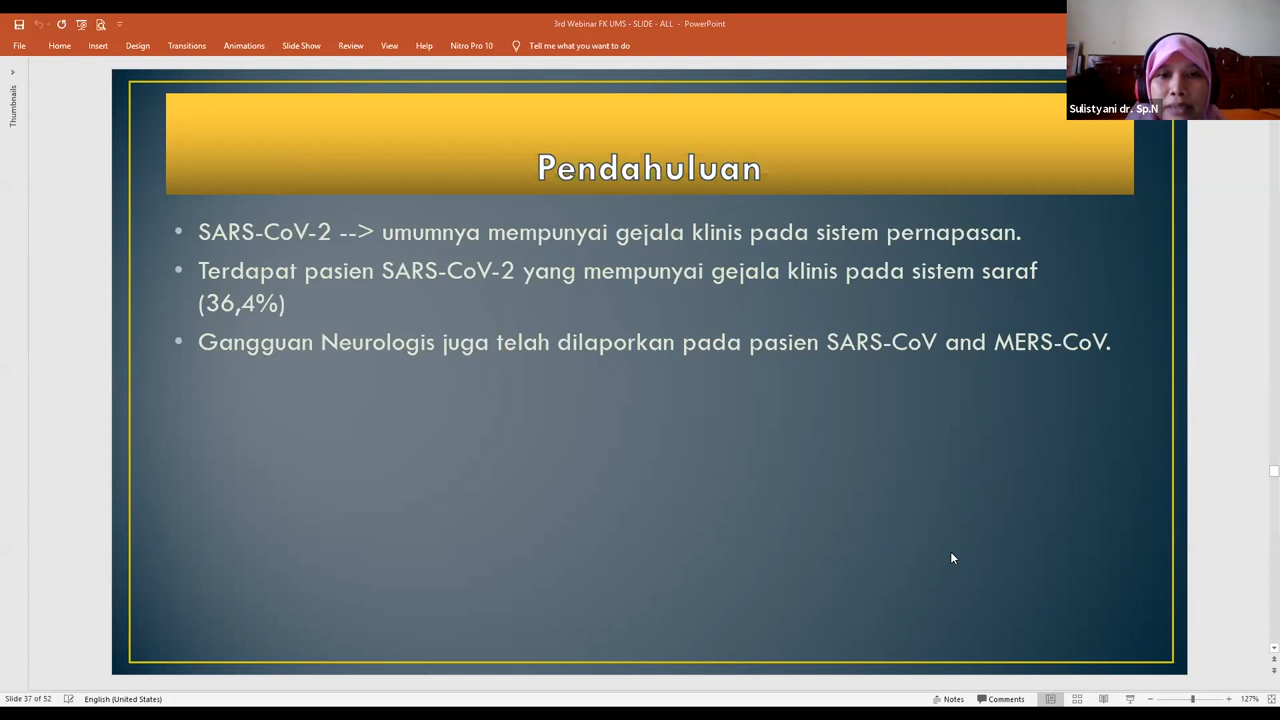 3rd Webinar FK UMS - SLIDE - ALL - PowerPoint
File Home Insert Design Transitions Animations Slide Show Review View Help Nitro Pro 10 Tell me what you want to do
Sulistyani dr. Sp.N
Thumbnails
Pendahuluan
• SARS-CoV-2 --> umumnya mempunyai gejala klinis pada sistem pernapasan.
• Terdapat pasien SARS-CoV-2 yang mempunyai gejala klinis pada sistem saraf
(36,4%)
• Gangguan Neurologis juga telah dilaporkan pada pasien SARS-CoV and MERS-CoV.
Slide 37 of 52 English (United States) Notes Comments 127%